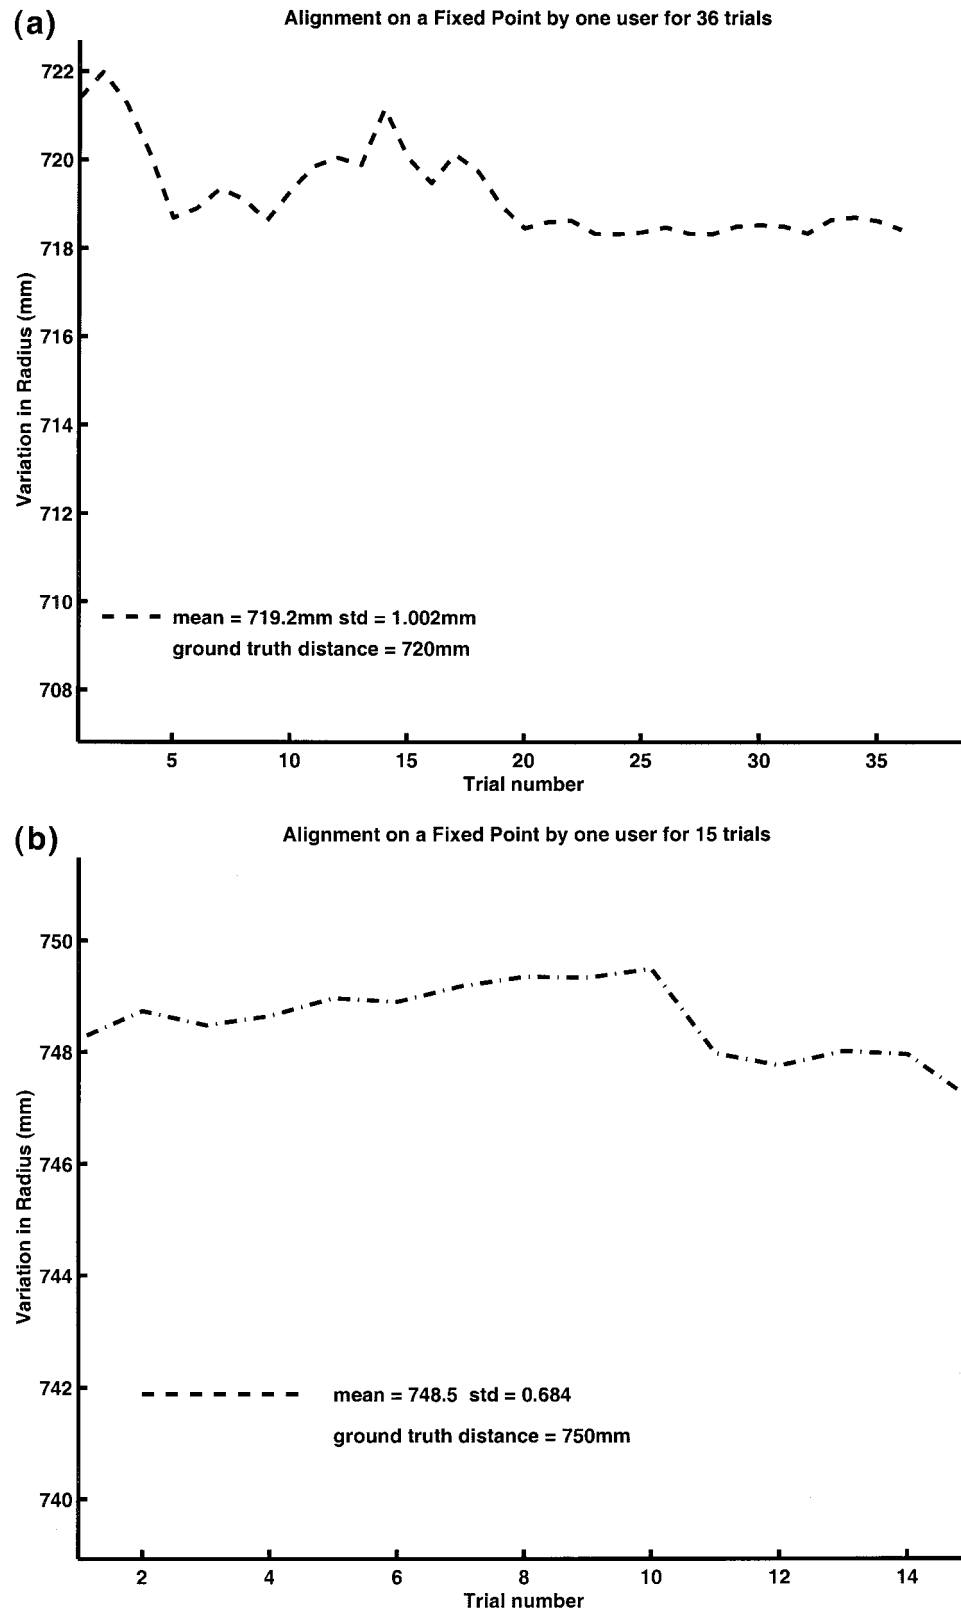 (a)
Alignment on a Fixed Point by one user for 36 trials
722
720
718
716
714
712
710
708
Variation in Radius (mm)
mean = 719.2mm std = 1.002mm
ground truth distance = 720mm
5 10 15 20 25 30 35
Trial number
(b)
Alignment on a Fixed Point by one user for 15 trials
750
748
746
744
742
740
Variation in Radius (mm)
mean = 748.5 std = 0.684
ground truth distance = 750mm
2 4 6 8 10 12 14
Trial number